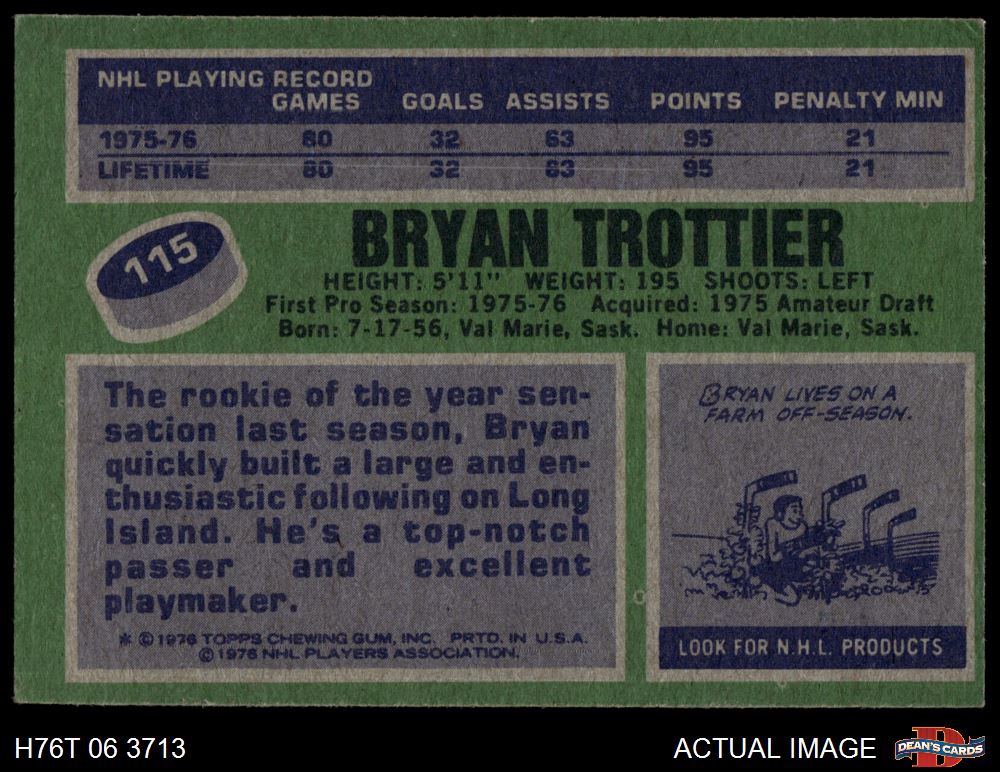 NHL PLAYING RECORD
GAMES GOALS ASSISTS POINTS PENALTY MIN
1975-76 80 32 63 95 21
LIFETIME 80 32 63 95 21
115
BRYAN TROTTIER
HEIGHT: 5'11" WEIGHT: 195 SHOOTS: LEFT
First Pro Season: 1975-76 Acquired: 1975 Amateur Draft
Born: 7-17-56, Val Marie, Sask. Home: Val Marie, Sask.
The rookie of the year sen-
sation last season, Bryan
quickly built a large and en-
thusiastic following on Long
Island. He's a top-notch
passer and excellent
playmaker.
* © 1976 TOPPS CHEWING GUM, INC. PRTD. IN U.S.A.
© 1976 NHL PLAYERS ASSOCIATION.
BRYAN LIVES ON A
FARM OFF-SEASON.
LOOK FOR N.H.L. PRODUCTS
H76T 06 3713
ACTUAL IMAGE
D
DEAN'S CARDS